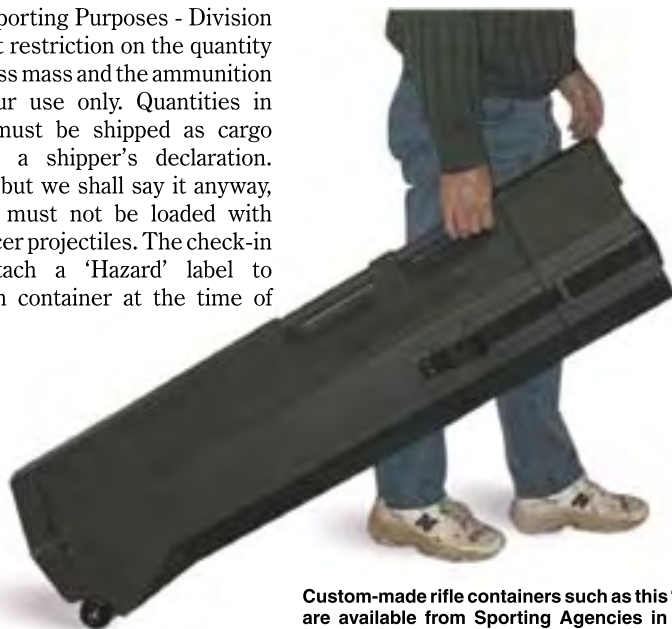 porting Purposes - Division
t restriction on the quantity
ss mass and the ammunition
ur use only. Quantities in
must be shipped as cargo
a shipper's declaration.
but we shall say it anyway,
must not be loaded with
cer projectiles. The check-in
tach a ‘Hazard’ label to
n container at the time of
N
N
Custom-made rifle containers such as this ‘
are available from Sporting Agencies in